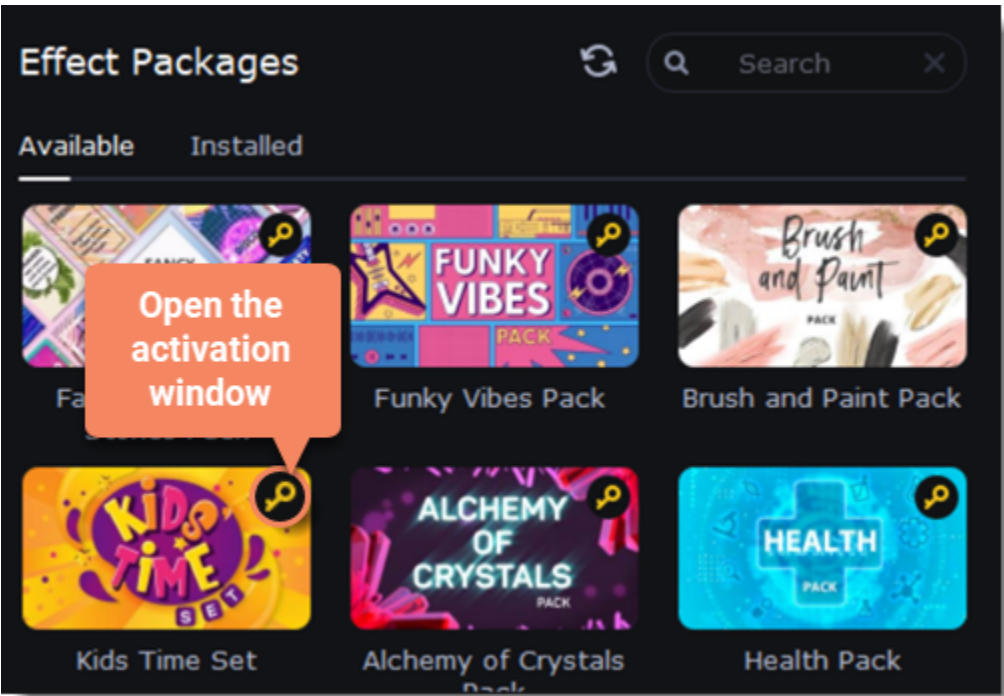 Effect Packages
Search
Available
Installed
FANCY
FUNKY
VIBES
PACK
Brush
and Paint
PACK
Open the
activation
window
Funky Vibes Pack
Brush and Paint Pack
KIDS
TIME
SET
ALCHEMY
OF
CRYSTALS
PACK
HEALTH
PACK
Kids Time Set
Alchemy of Crystals
Pack
Health Pack